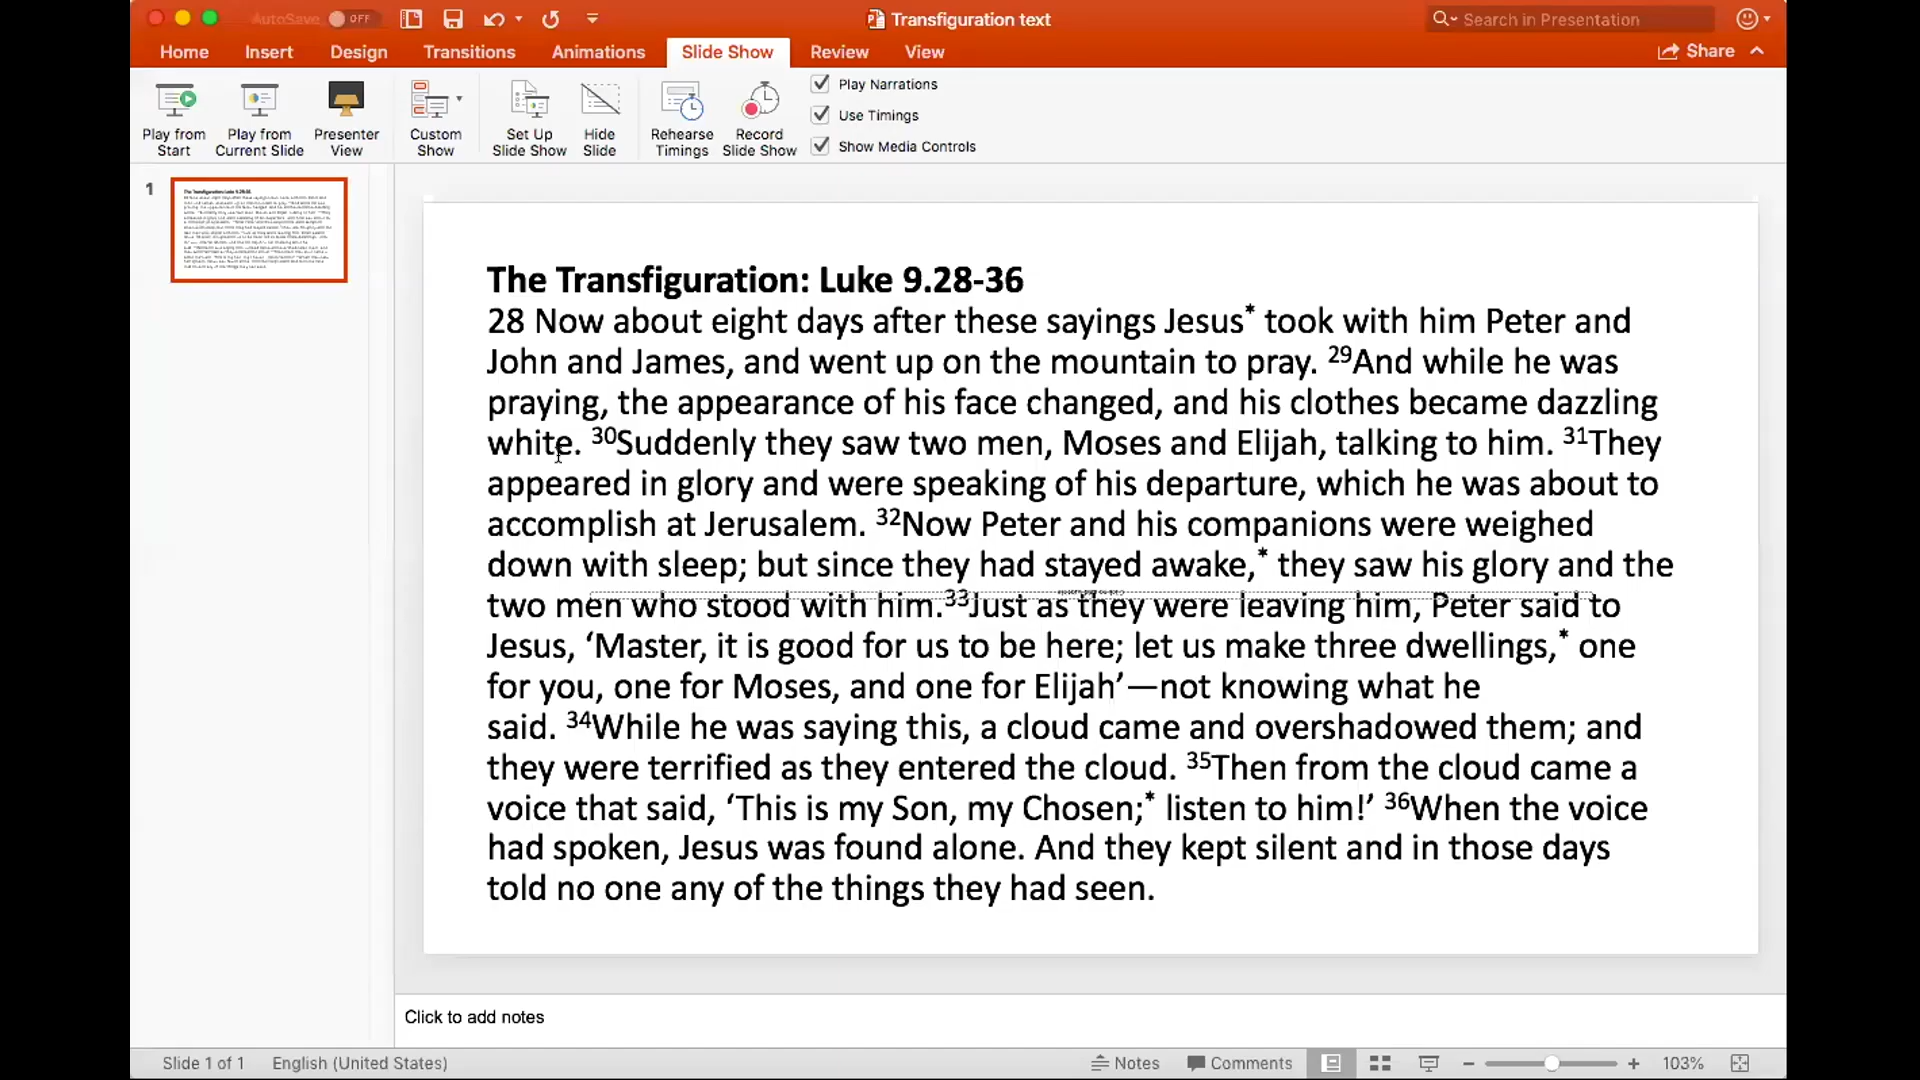 AutoSave OFF
Transfiguration text
Search in Presentation
Home Insert Design Transitions Animations Slide Show Review View
Share
Play from Start
Play from Current Slide
Presenter View
Custom Show
Set Up Slide Show
Hide Slide
Rehearse Timings
Record Slide Show
Play Narrations
Use Timings
Show Media Controls
1
The Transfiguration: Luke 9.28-36
28 Now about eight days after these sayings Jesus* took with him Peter and
John and James, and went up on the mountain to pray. 29And while he was
praying, the appearance of his face changed, and his clothes became dazzling
white. 30Suddenly they saw two men, Moses and Elijah, talking to him. 31They
appeared in glory and were speaking of his departure, which he was about to
accomplish at Jerusalem. 32Now Peter and his companions were weighed
down with sleep; but since they had stayed awake,* they saw his glory and the
two men who stood with him.33Just as they were leaving him, Peter said to
Jesus, ‘Master, it is good for us to be here; let us make three dwellings,* one
for you, one for Moses, and one for Elijah’—not knowing what he
said. 34While he was saying this, a cloud came and overshadowed them; and
they were terrified as they entered the cloud. 35Then from the cloud came a
voice that said, ‘This is my Son, my Chosen;* listen to him!’ 36When the voice
had spoken, Jesus was found alone. And they kept silent and in those days
told no one any of the things they had seen.
Click to add notes
Slide 1 of 1 English (United States) Notes Comments 103%